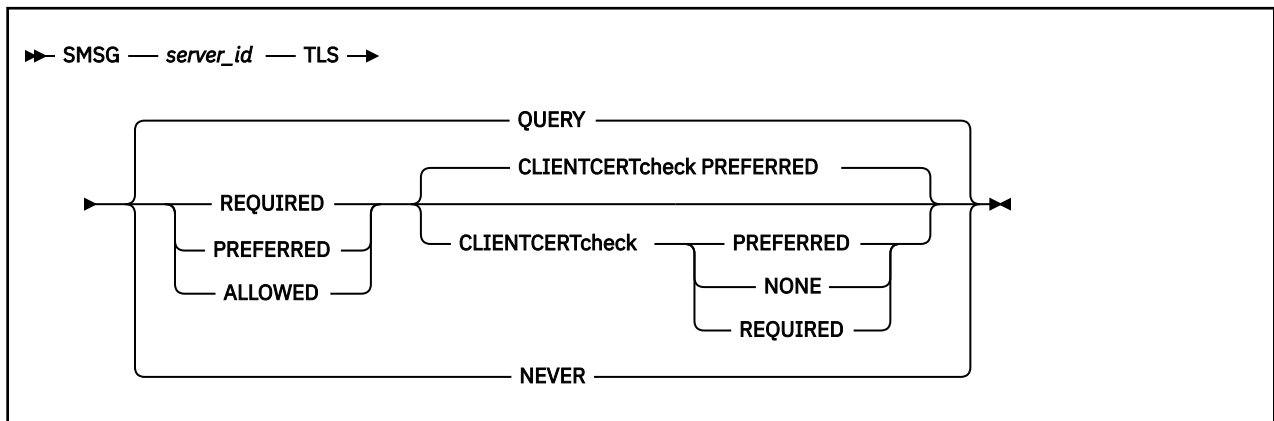 SMSG server_id TLS
QUERY
CLIENTCERTcheck PREFERRED
REQUIRED
PREFERRED
ALLOWED
CLIENTCERTcheck PREFERRED
NONE
REQUIRED
NEVER